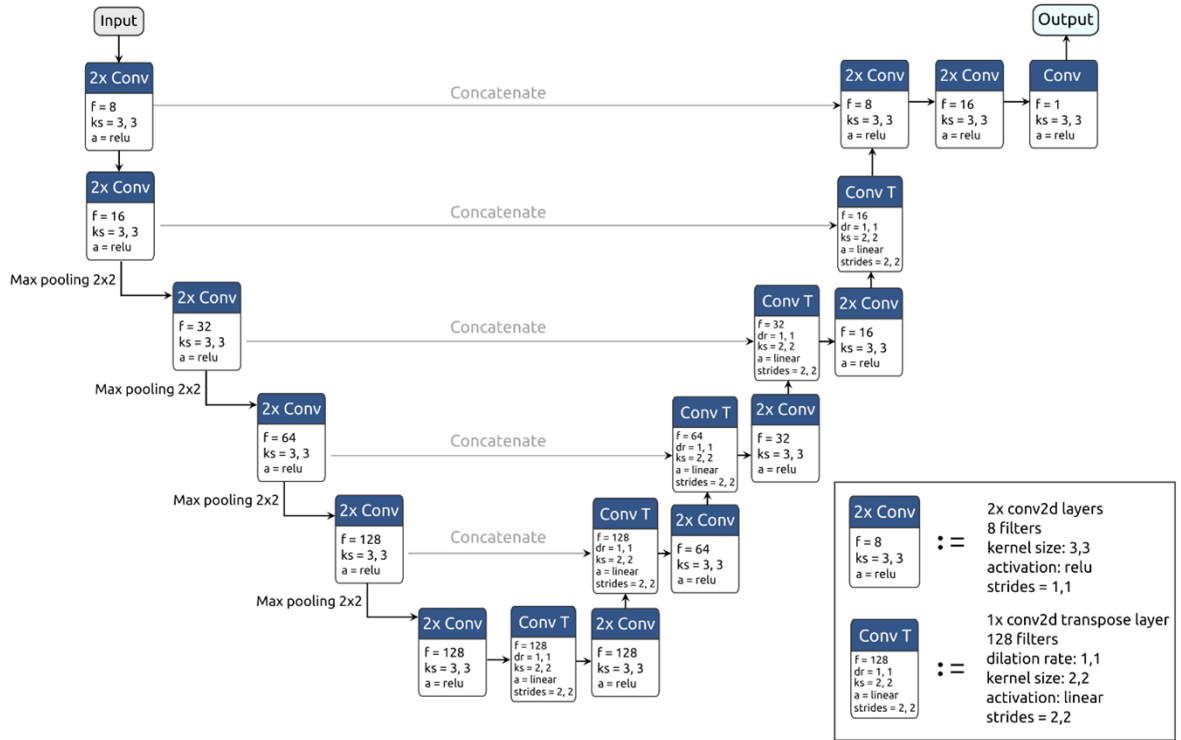 Input
Output
2x Conv
f = 8
ks = 3, 3
a = relu
Concatenate
2x Conv
f = 8
ks = 3, 3
a = relu
2x Conv
f = 16
ks = 3, 3
a = relu
Conv
f = 1
ks = 3, 3
a = relu
2x Conv
f = 16
ks = 3, 3
a = relu
Concatenate
Conv T
f = 16
dr = 1, 1
ks = 2, 2
a = linear
strides = 2, 2
Max pooling 2x2
2x Conv
f = 32
ks = 3, 3
a = relu
Concatenate
Conv T
f = 32
dr = 1, 1
ks = 2, 2
a = linear
strides = 2, 2
2x Conv
f = 16
ks = 3, 3
a = relu
Max pooling 2x2
2x Conv
f = 64
ks = 3, 3
a = relu
Concatenate
Conv T
f = 64
dr = 1, 1
ks = 2, 2
a = linear
strides = 2, 2
2x Conv
f = 32
ks = 3, 3
a = relu
Max pooling 2x2
2x Conv
f = 128
ks = 3, 3
a = relu
Concatenate
Conv T
f = 128
dr = 1, 1
ks = 2, 2
a = linear
strides = 2, 2
2x Conv
f = 64
ks = 3, 3
a = relu
Max pooling 2x2
2x Conv
f = 128
ks = 3, 3
a = relu
Conv T
f = 128
dr = 1, 1
ks = 2, 2
a = linear
strides = 2, 2
2x Conv
f = 128
ks = 3, 3
a = relu
2x Conv
f = 8
ks = 3, 3
a = relu
:=
2x conv2d layers
8 filters
kernel size: 3,3
activation: relu
strides = 1,1
Conv T
f = 128
dr = 1, 1
ks = 2, 2
a = linear
strides = 2, 2
:=
1x conv2d transpose layer
128 filters
dilation rate: 1,1
kernel size: 2,2
activation: linear
strides = 2,2